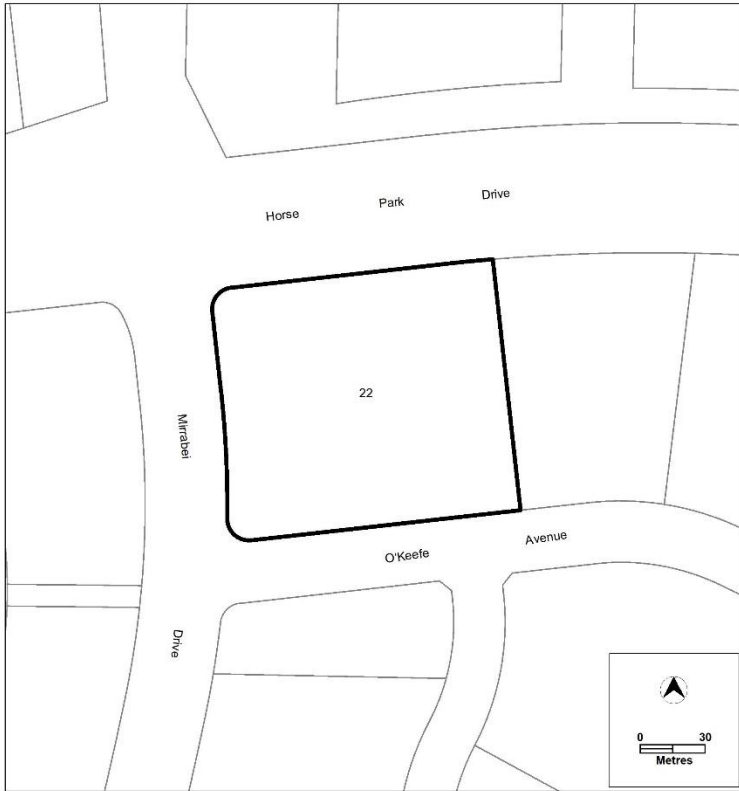 Horse Park Drive
22
Mirrabei
Drive
O'Keefe Avenue
0 30
Metres